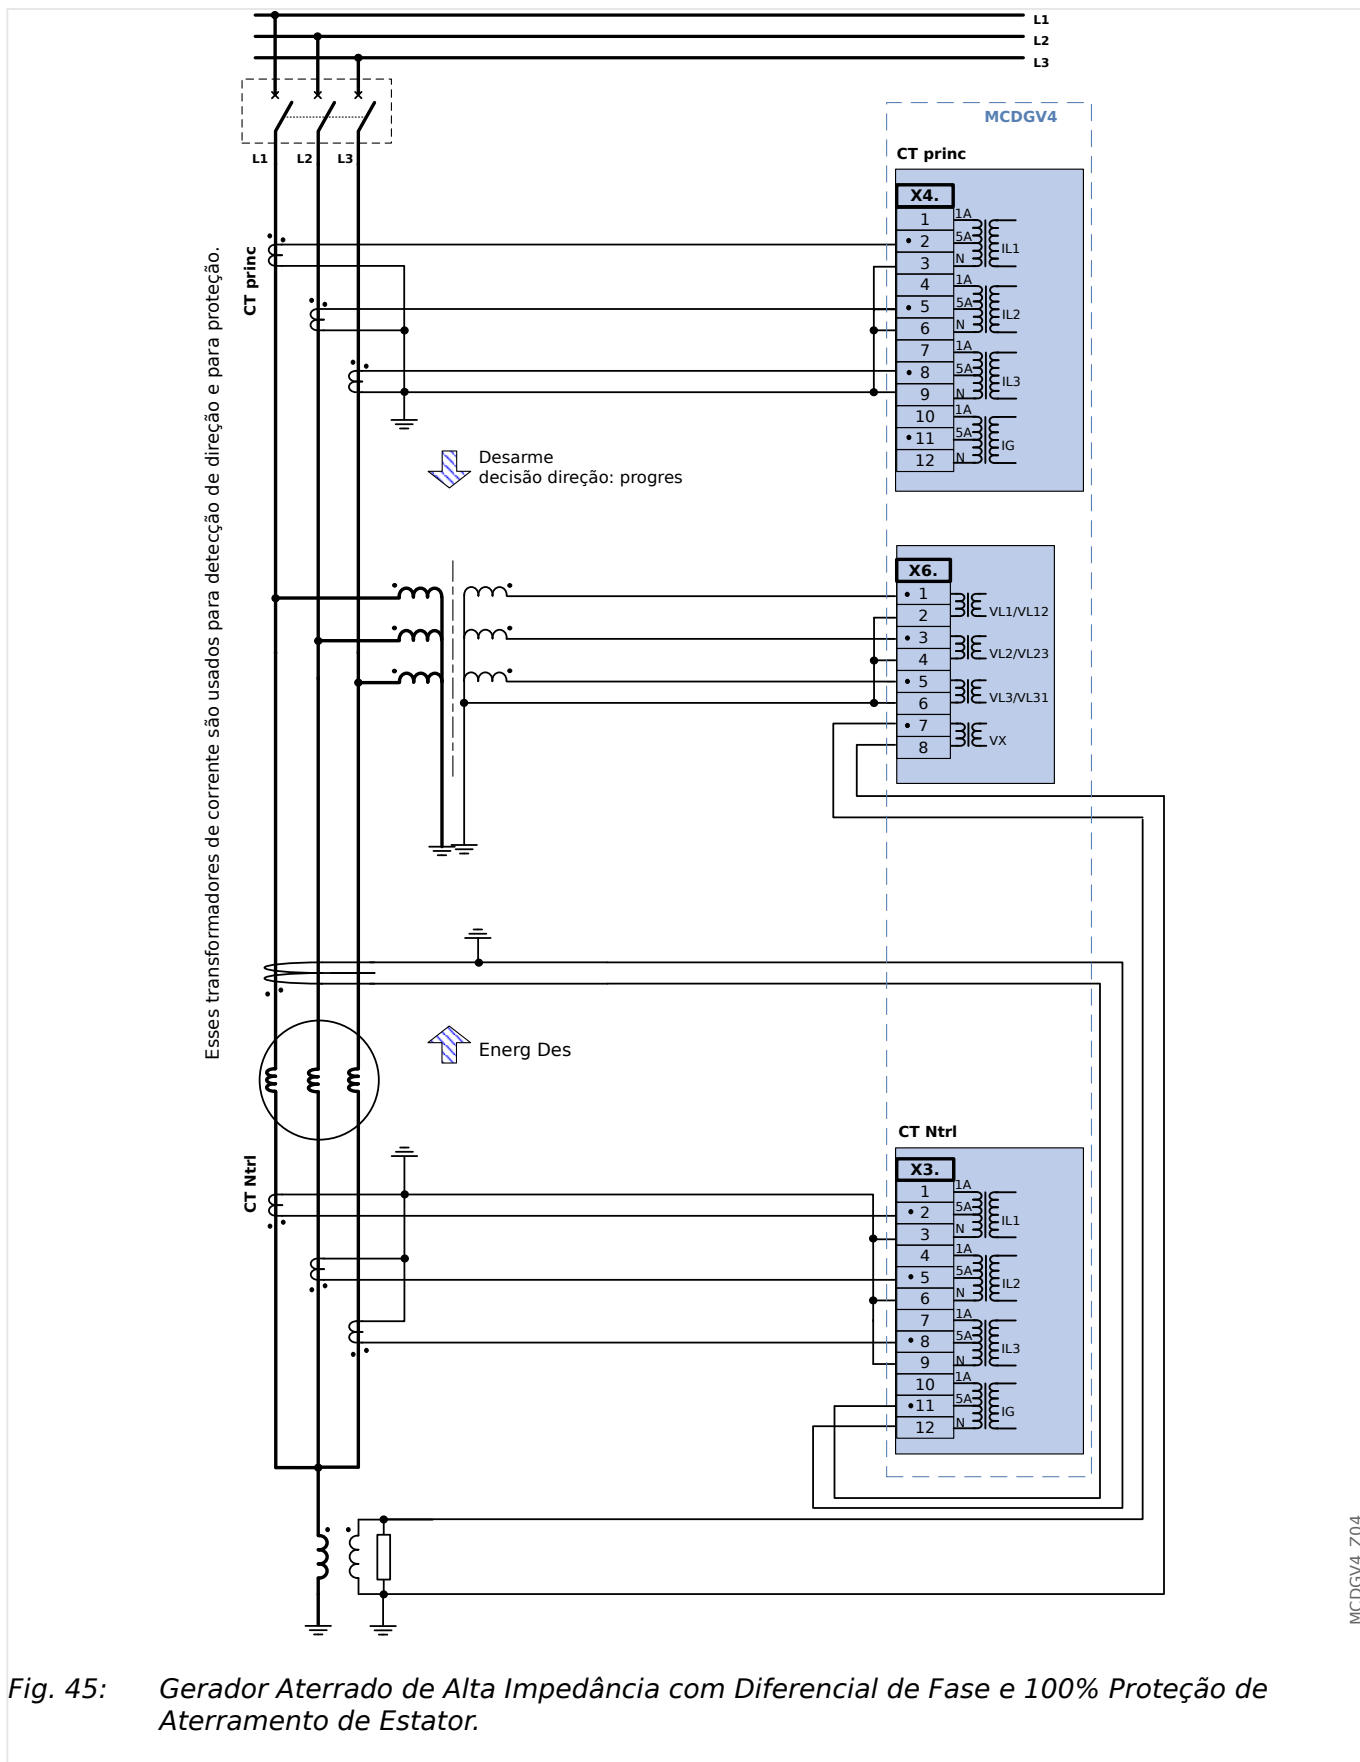 L1
L2
L3
L1 L2 L3
MCDGV4
CT princ
X4.
1 1A
2 5A IL1
3 N
4 1A
5 5A IL2
6 N
7 1A
8 5A IL3
9 N
10 1A
11 5A IG
12 N
CT princ
Esses transformadores de corrente são usados para detecção de direção e para proteção.
Desarme
decisão direção: progres
X6.
1
2 VL1/VL12
3
4 VL2/VL23
5
6 VL3/VL31
7
8 VX
Energ Des
CT Ntrl
CT Ntrl
X3.
1 1A
2 5A IL1
3 N
4 1A
5 5A IL2
6 N
7 1A
8 5A IL3
9 N
10 1A
11 5A IG
12 N
MCDGV4_Z04
Fig. 45: Gerador Aterrado de Alta Impedância com Diferencial de Fase e 100% Proteção de
Aterramento de Estator.